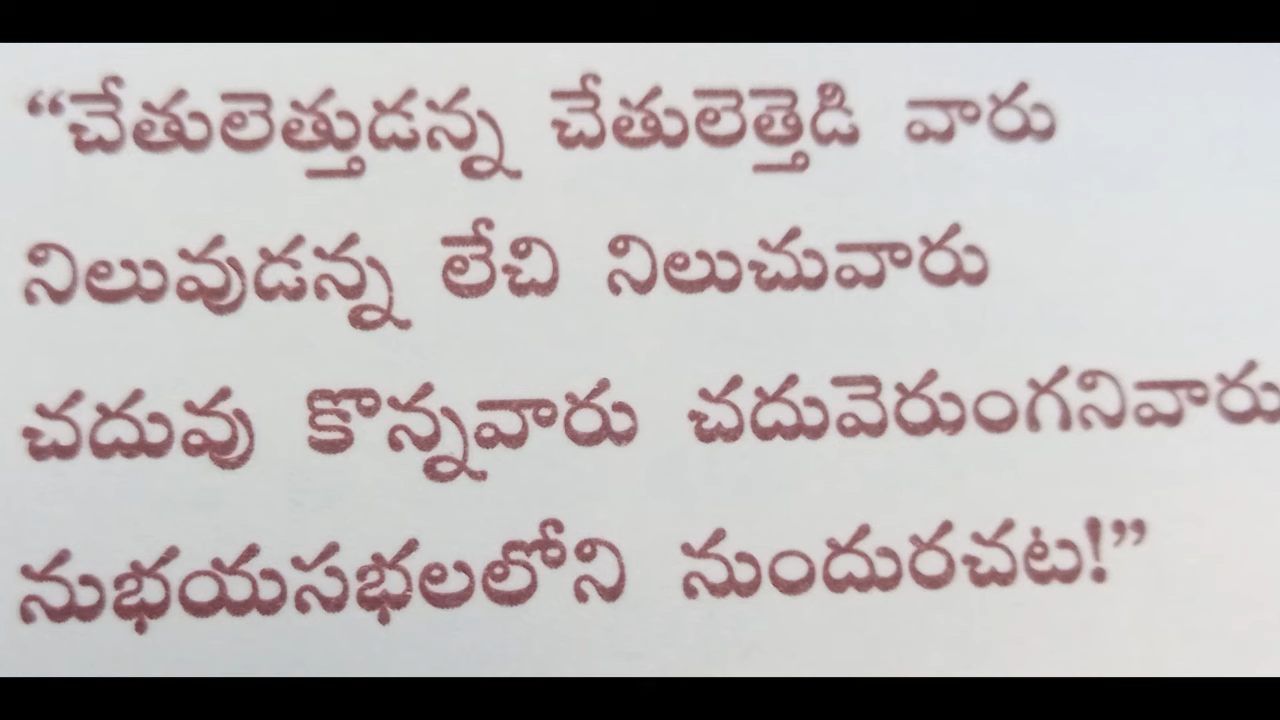 “చేతులెత్తుడన్న చేతులెత్తెడి వారు
నిలువుడన్న లేచి నిలుచువారు
చదువు కొన్నవారు చదువెరుంగనివారు
నుభయసభలలోని నుందురచట!”